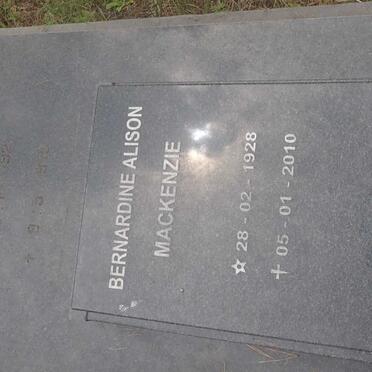 BERNARDINE ALISON
MACKENZIE
☆ 28 - 02 - 1928
✝ 05 - 01 - 2010